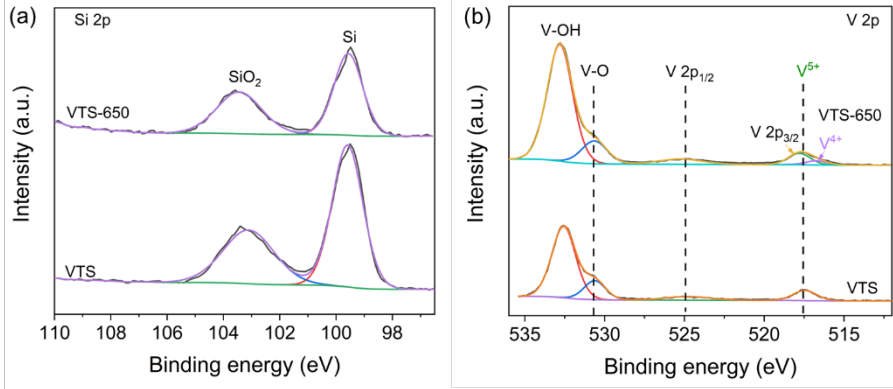 (a)
Si 2p
Si
SiO₂
VTS-650
VTS
Intensity (a.u.)
110 108 106 104 102 100 98
Binding energy (eV)
(b)
V 2p
V-OH
V-O
V 2p₁/₂
V⁵⁺
VTS-650
V 2p₃/₂
V⁴⁺
VTS
Intensity (a.u.)
535 530 525 520 515
Binding energy (eV)